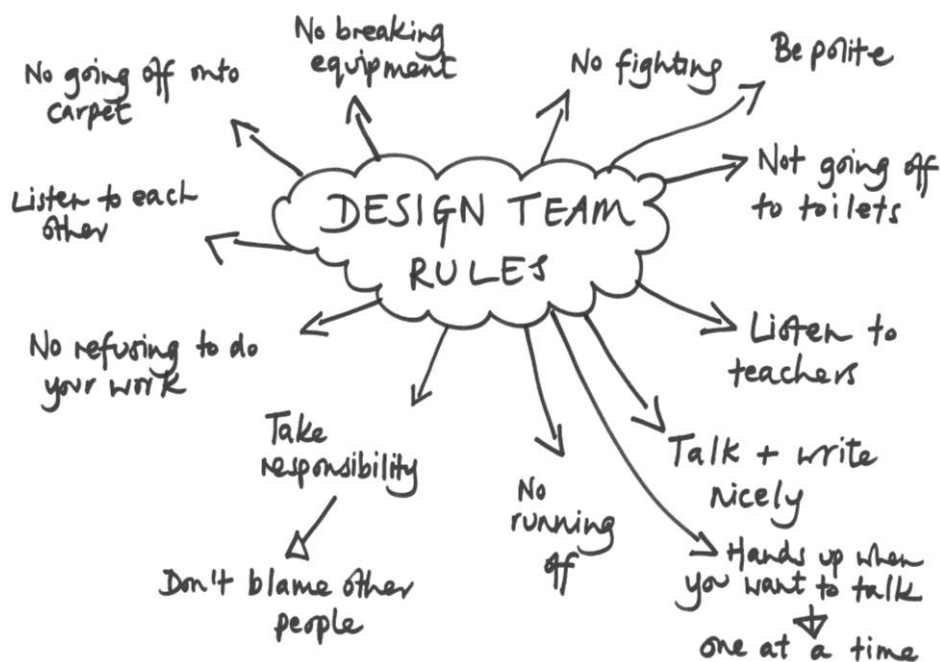 DESIGN TEAM
RULES
No going off onto
carpet
No breaking
equipment
No fighting
Be polite
Not going off
to toilets
Listen to
teachers
Talk + write
nicely
Hands up when
you want to talk
one at a time
No
running
off
Take
responsibility
Don't blame other
people
No refusing to do
your work
Listen to each
other